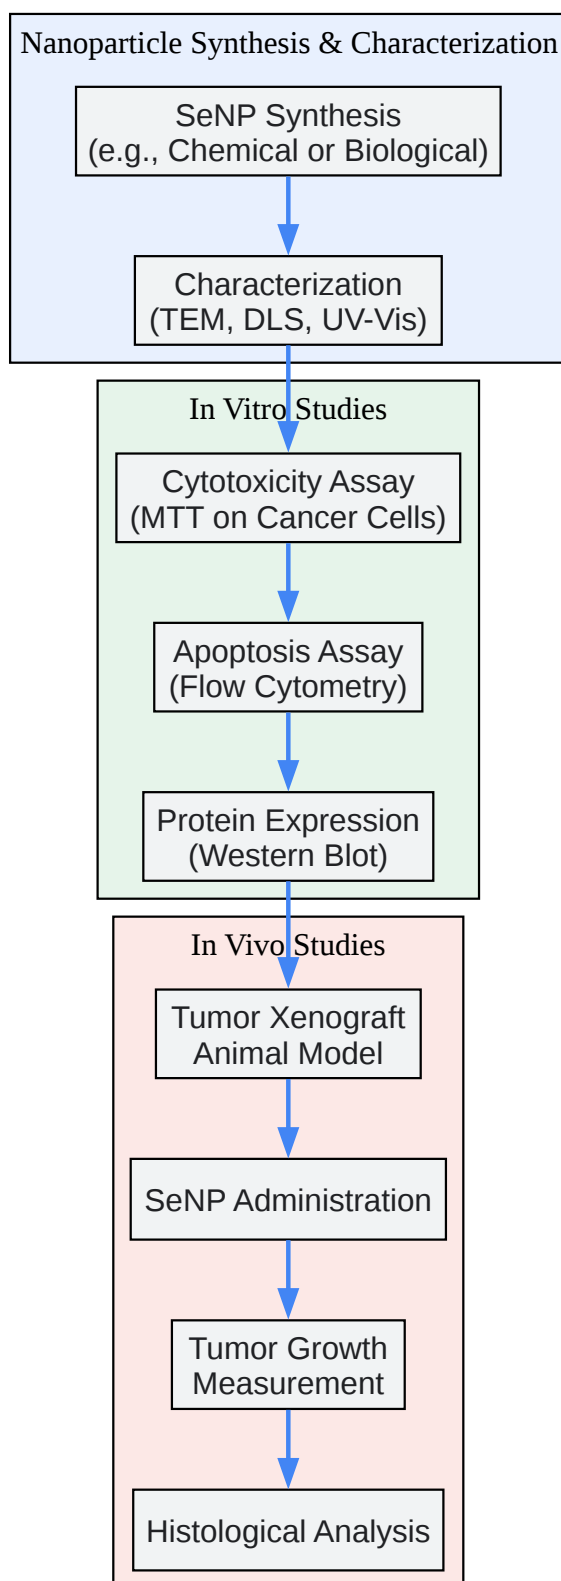 Nanoparticle Synthesis & Characterization
SeNP Synthesis
(e.g., Chemical or Biological)
Characterization
(TEM, DLS, UV-Vis)
In Vitro Studies
Cytotoxicity Assay
(MTT on Cancer Cells)
Apoptosis Assay
(Flow Cytometry)
Protein Expression
(Western Blot)
In Vivo Studies
Tumor Xenograft
Animal Model
SeNP Administration
Tumor Growth
Measurement
Histological Analysis